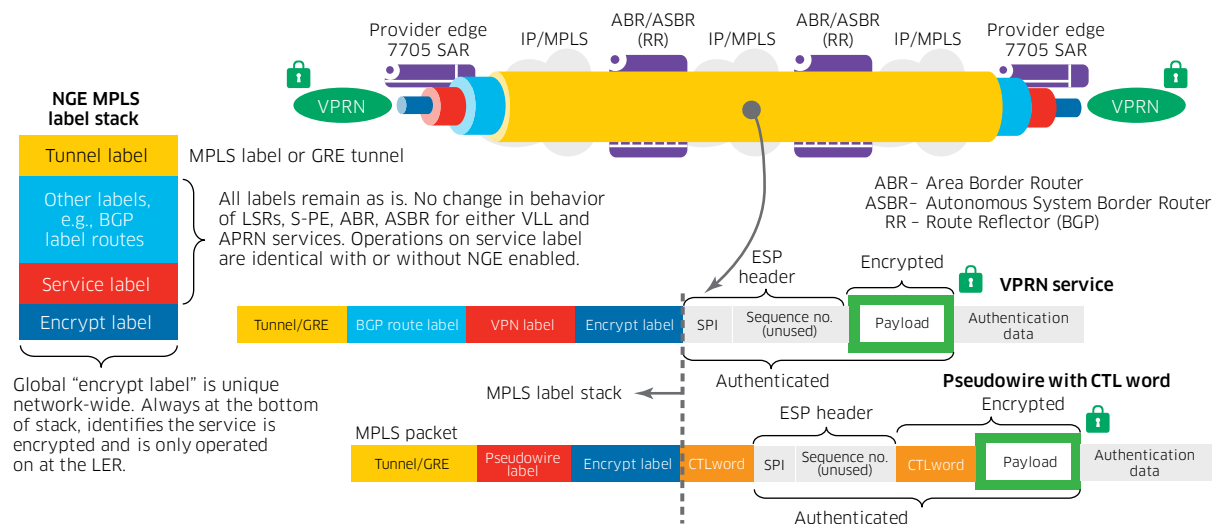 Provider edge
7705 SAR
IP/MPLS
ABR/ASBR
(RR)
IP/MPLS
ABR/ASBR
(RR)
IP/MPLS
Provider edge
7705 SAR
VPRN
VPRN
NGE MPLS
label stack
Tunnel label
MPLS label or GRE tunnel
Other labels,
e.g., BGP
label routes
Service label
Encrypt label
All labels remain as is. No change in behavior
of LSRs, S-PE, ABR, ASBR for either VLL and
APRN services. Operations on service label
are identical with or without NGE enabled.
ABR – Area Border Router
ASBR – Autonomous System Border Router
RR – Route Reflector (BGP)
Global “encrypt label” is unique
network-wide. Always at the bottom
of stack, identifies the service is
encrypted and is only operated
on at the LER.
ESP
header
Encrypted
VPRN service
Tunnel/GRE
BGP route label
VPN label
Encrypt label
SPI
Sequence no.
(unused)
Payload
Authentication
data
Authenticated
MPLS label stack
Pseudowire with CTL word
ESP header
Encrypted
MPLS packet
Tunnel/GRE
Pseudowire
label
Encrypt label
CTLword
SPI
Sequence no.
(unused)
CTLword
Payload
Authentication
data
Authenticated